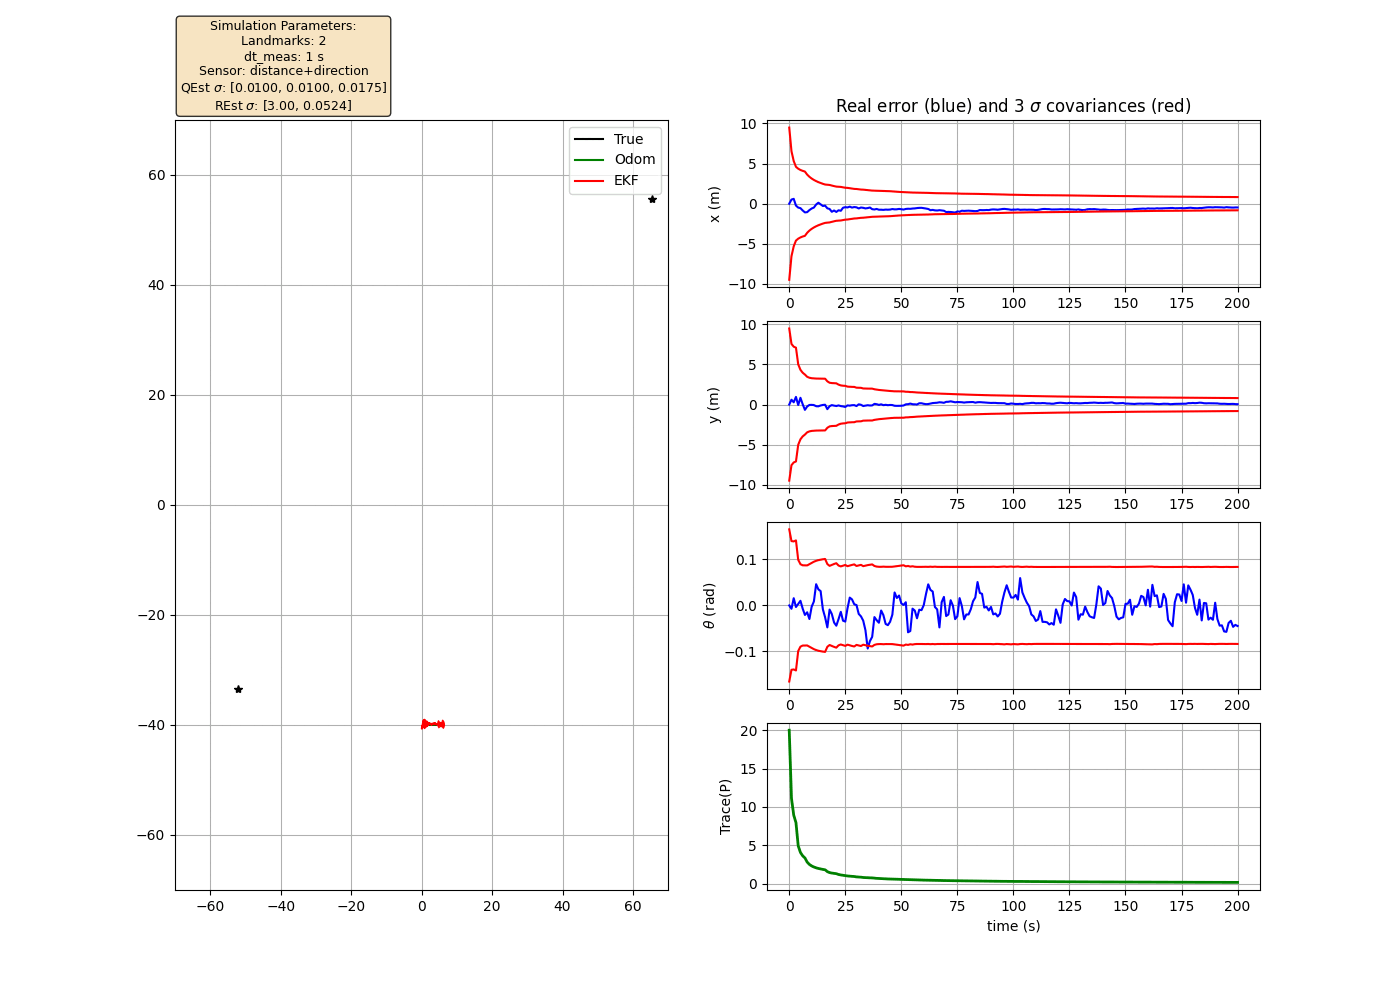 Simulation Parameters:
Landmarks: 2
dt_meas: 1 s
Sensor: distance+direction
QEst σ: [0.0100, 0.0100, 0.0175]
REst σ: [3.00, 0.0524]
True
Odom
EKF
60
40
20
0
−20
−40
−60
−60 −40 −20 0 20 40 60
Real error (blue) and 3 σ covariances (red)
x (m)
10
5
0
−5
−10
0 25 50 75 100 125 150 175 200
y (m)
10
5
0
−5
−10
0 25 50 75 100 125 150 175 200
θ (rad)
0.1
0.0
−0.1
0 25 50 75 100 125 150 175 200
Trace(P)
20
15
10
5
0
0 25 50 75 100 125 150 175 200
time (s)